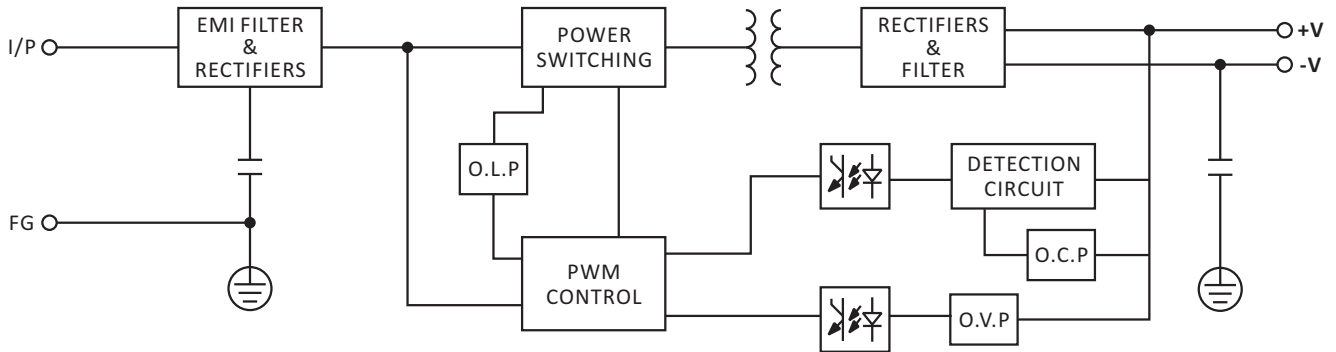 I/P
EMI FILTER
&
RECTIFIERS
POWER
SWITCHING
RECTIFIERS
&
FILTER
+V
-V
O.L.P
DETECTION
CIRCUIT
FG
O.C.P
PWM
CONTROL
O.V.P